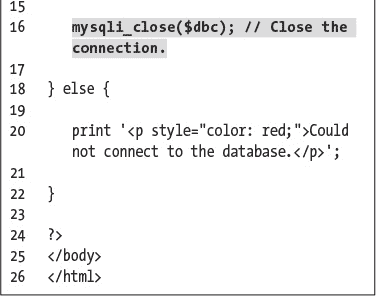 15
16 mysqli_close($dbc); // Close the
connection.
17
18 } else {
19
20 print '<p style="color: red;">Could
not connect to the database.</p>';
21
22 }
23
24 ?>
25 </body>
26 </html>